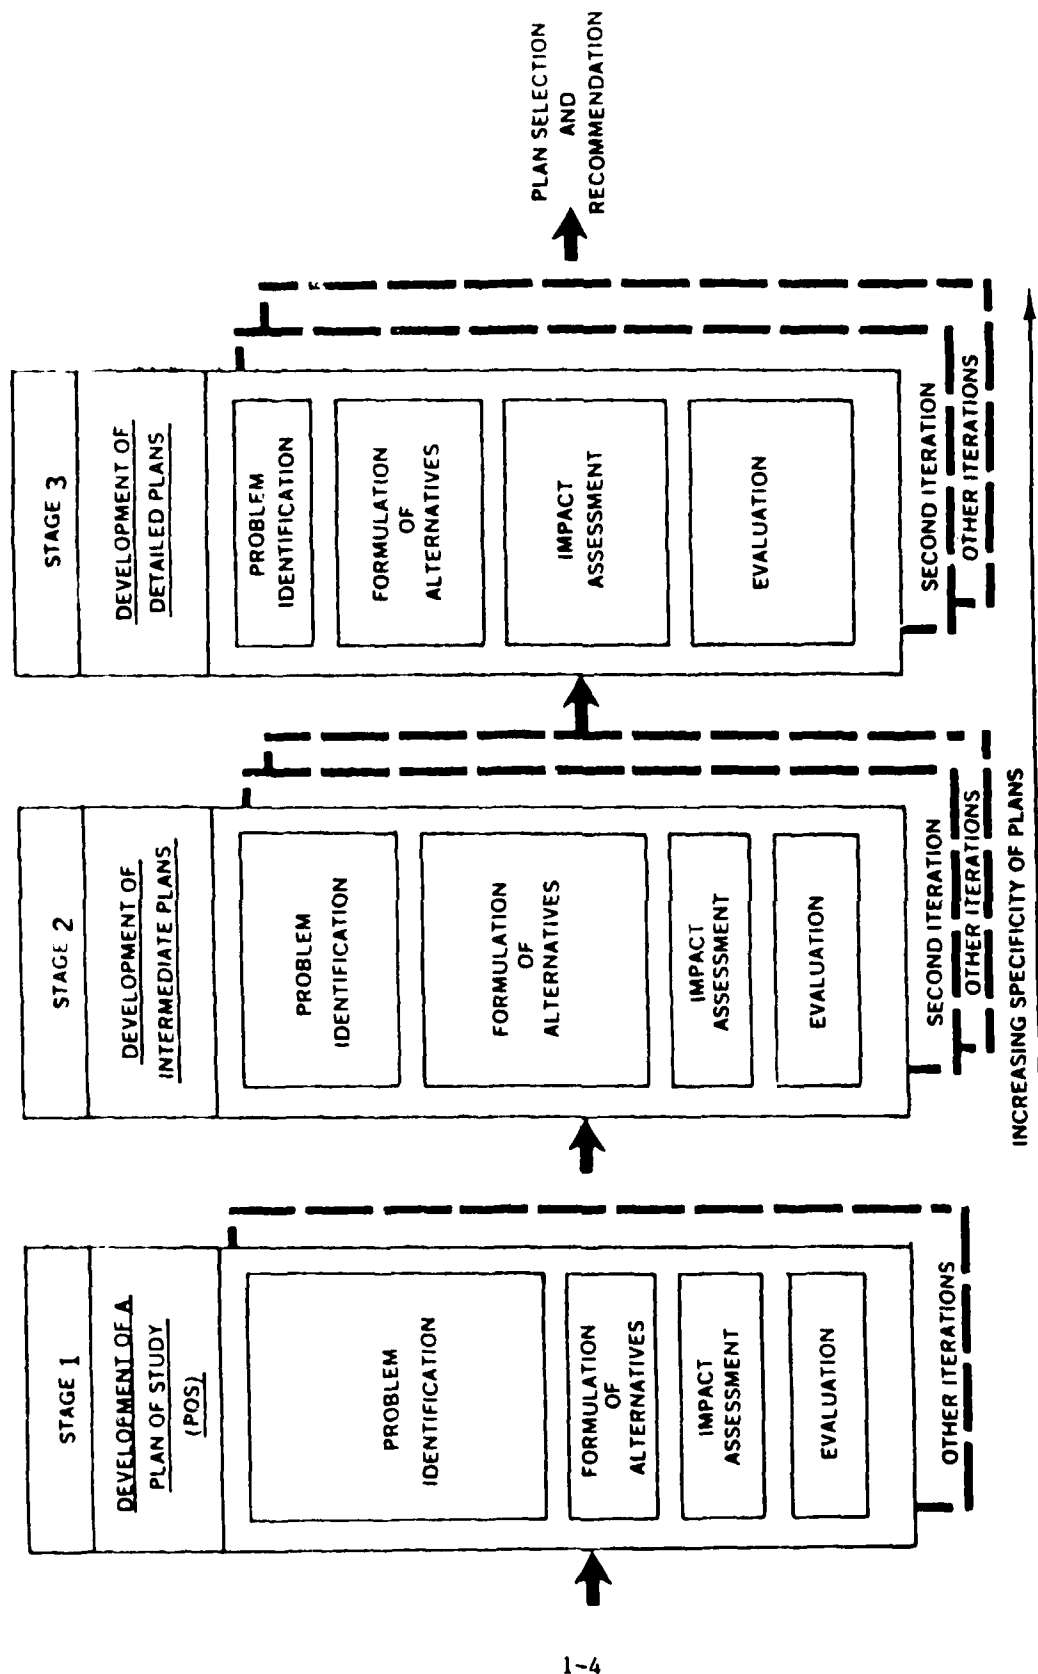 STAGE 1
DEVELOPMENT OF A
PLAN OF STUDY
(POS)
PROBLEM
IDENTIFICATION
FORMULATION
OF
ALTERNATIVES
IMPACT
ASSESSMENT
EVALUATION
OTHER ITERATIONS
STAGE 2
DEVELOPMENT OF
INTERMEDIATE PLANS
PROBLEM
IDENTIFICATION
FORMULATION
OF
ALTERNATIVES
IMPACT
ASSESSMENT
EVALUATION
SECOND ITERATION
OTHER ITERATIONS
STAGE 3
DEVELOPMENT OF
DETAILED PLANS
PROBLEM
IDENTIFICATION
FORMULATION
OF
ALTERNATIVES
IMPACT
ASSESSMENT
EVALUATION
SECOND ITERATION
OTHER ITERATIONS
PLAN SELECTION
AND
RECOMMENDATION
INCREASING SPECIFICITY OF PLANS
1-4